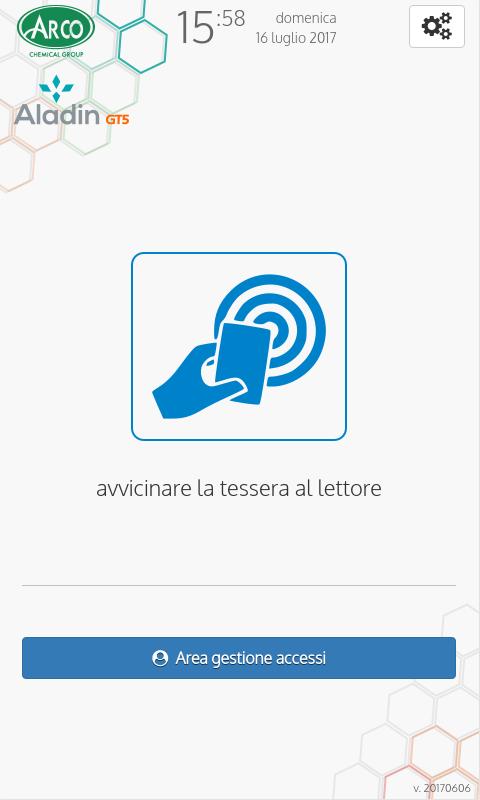 ARCO
CHEMICAL GROUP
15:58
domenica
16 luglio 2017
Aladin GT5
avvicinare la tessera al lettore
Area gestione accessi
v. 20170606